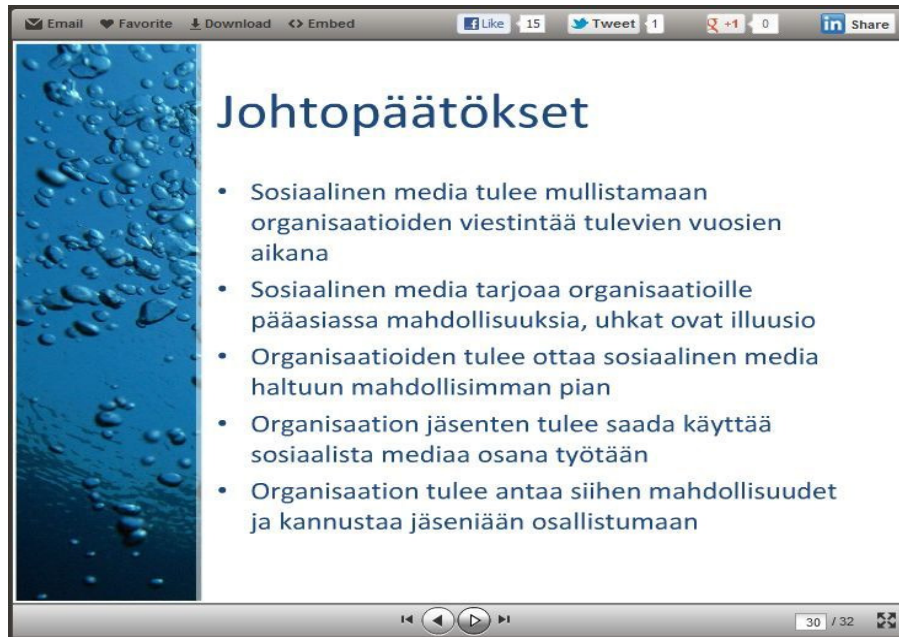 Email Favorite Download Embed Like 15 Tweet 1 +1 0 in Share
Johtopäätökset
• Sosiaalinen media tulee mullistamaan
organisaatioiden viestintää tulevien vuosien
aikana
• Sosiaalinen media tarjoaa organisaatioille
pääasiassa mahdollisuuksia, uhkat ovat illuusio
• Organisaatioiden tulee ottaa sosiaalinen media
haltuun mahdollisimman pian
• Organisaation jäsenten tulee saada käyttää
sosiaalista mediaa osana työtään
• Organisaation tulee antaa siihen mahdollisuudet
ja kannustaa jäseniään osallistumaan
30 / 32